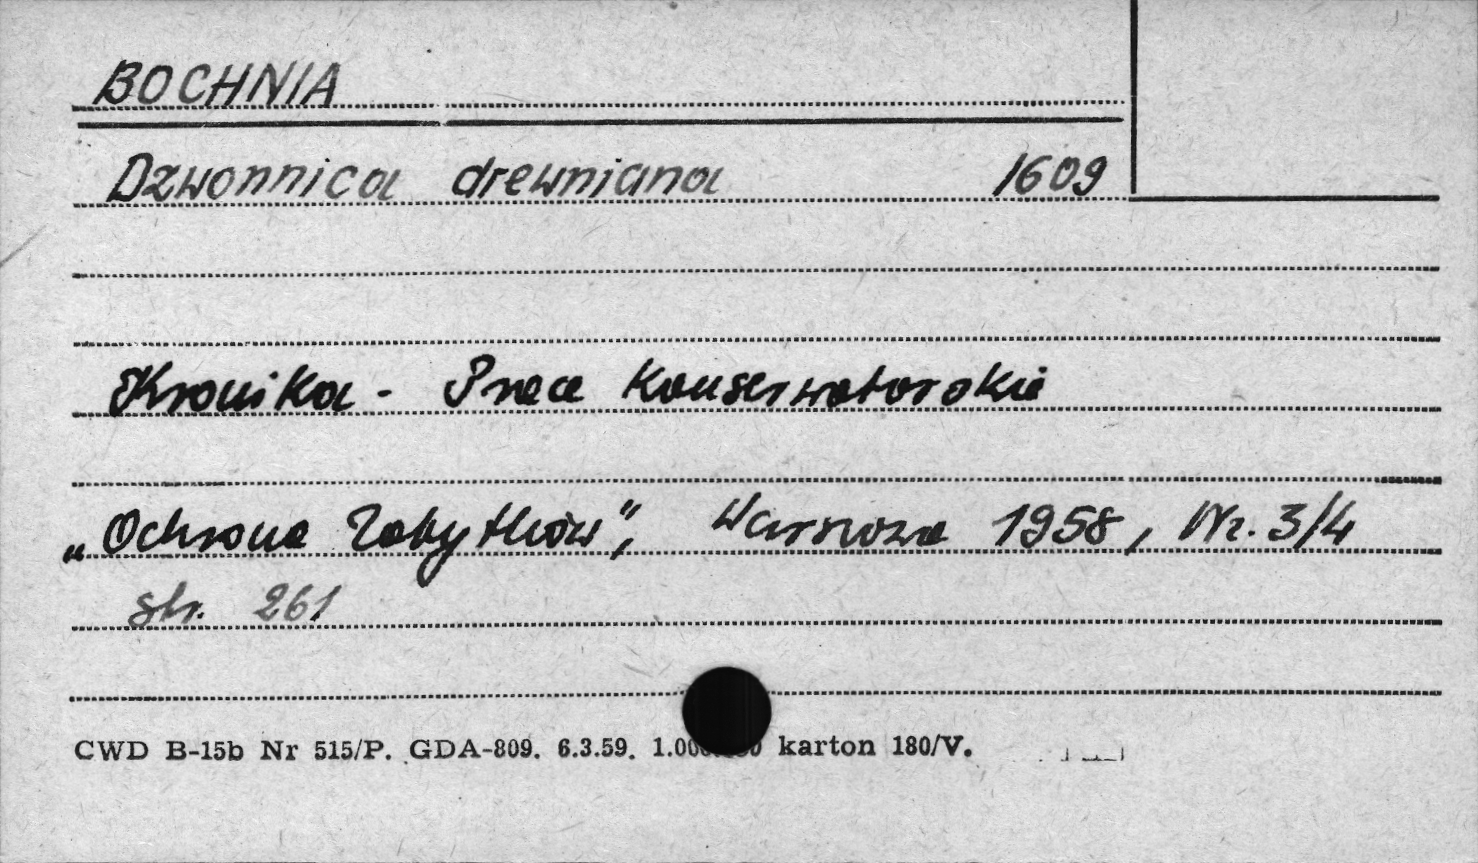 BOCHNIA
Dzwonnica drewniana 1609
Kronika - Prace Konserwatorskie
„Ochrona Zabytków", Warszawa 1958, Nr. 3/4
str. 261
CWD B-15b Nr 515/P. GDA-809. 6.3.59. karton 180/V.